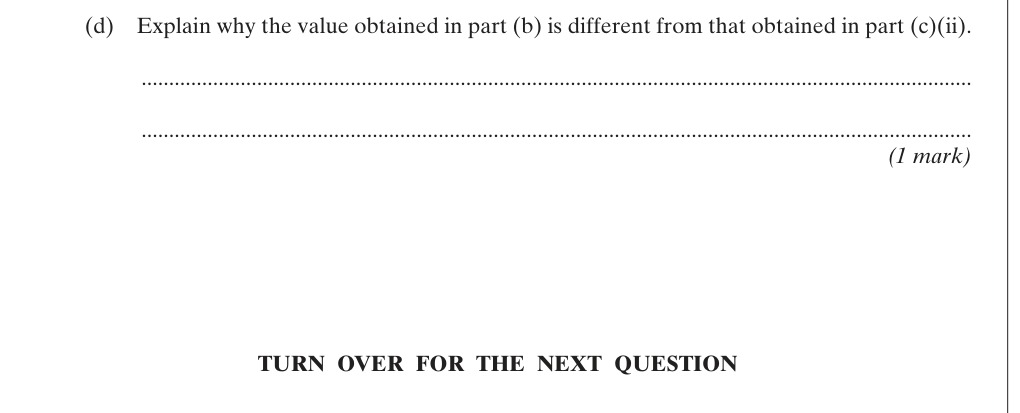 (d) Explain why the value obtained in part (b) is different from that obtained in part (c)(ii).
................................................................................................................................................
................................................................................................................................................
(1 mark)
TURN OVER FOR THE NEXT QUESTION